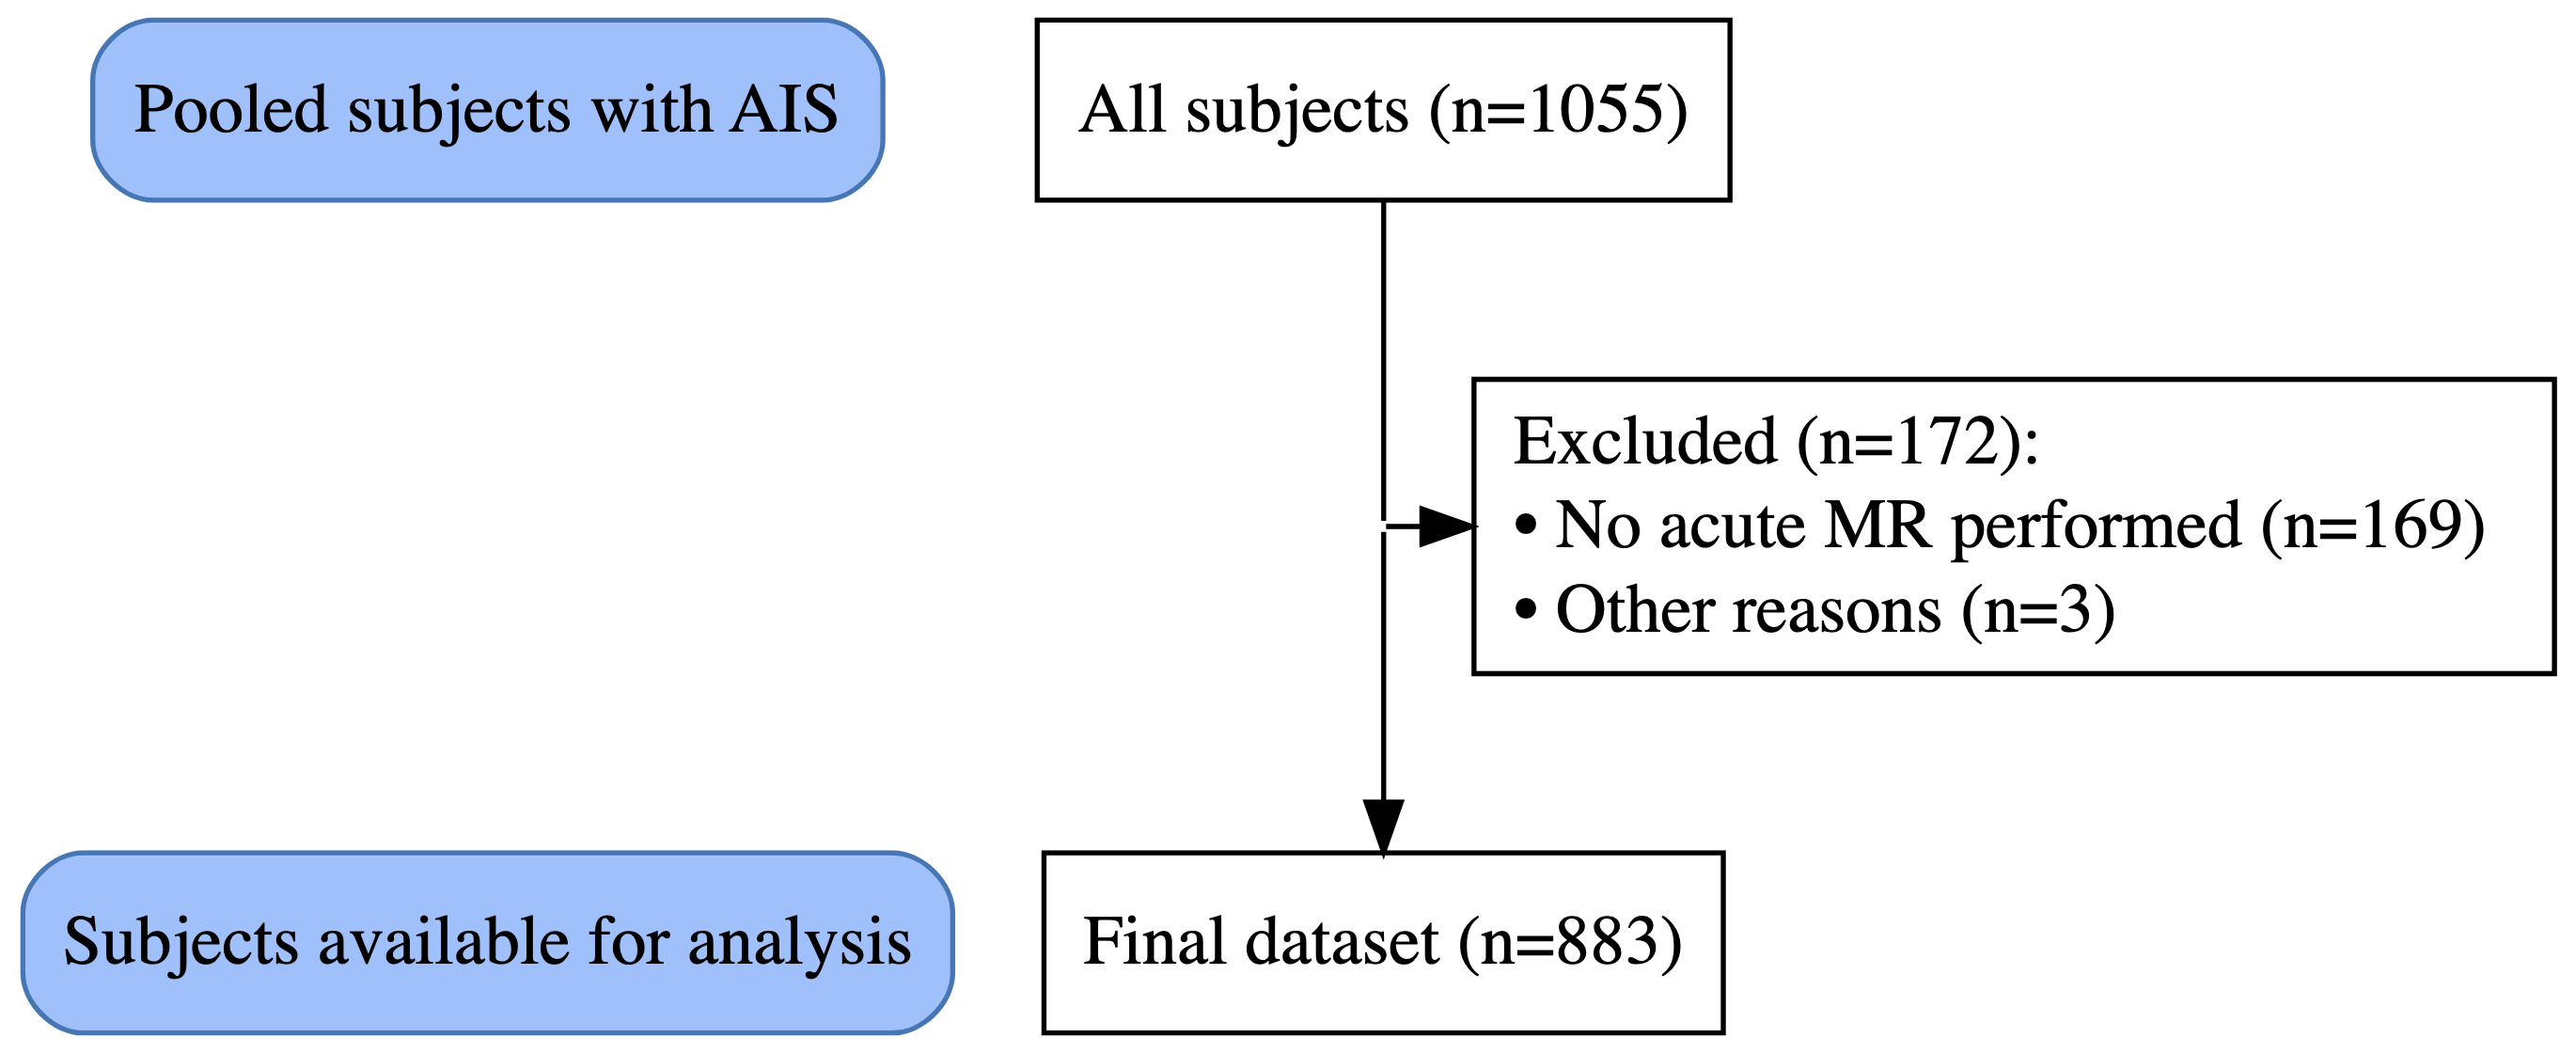 Pooled subjects with AIS
All subjects (n=1055)
Excluded (n=172):
• No acute MR performed (n=169)
• Other reasons (n=3)
Subjects available for analysis
Final dataset (n=883)